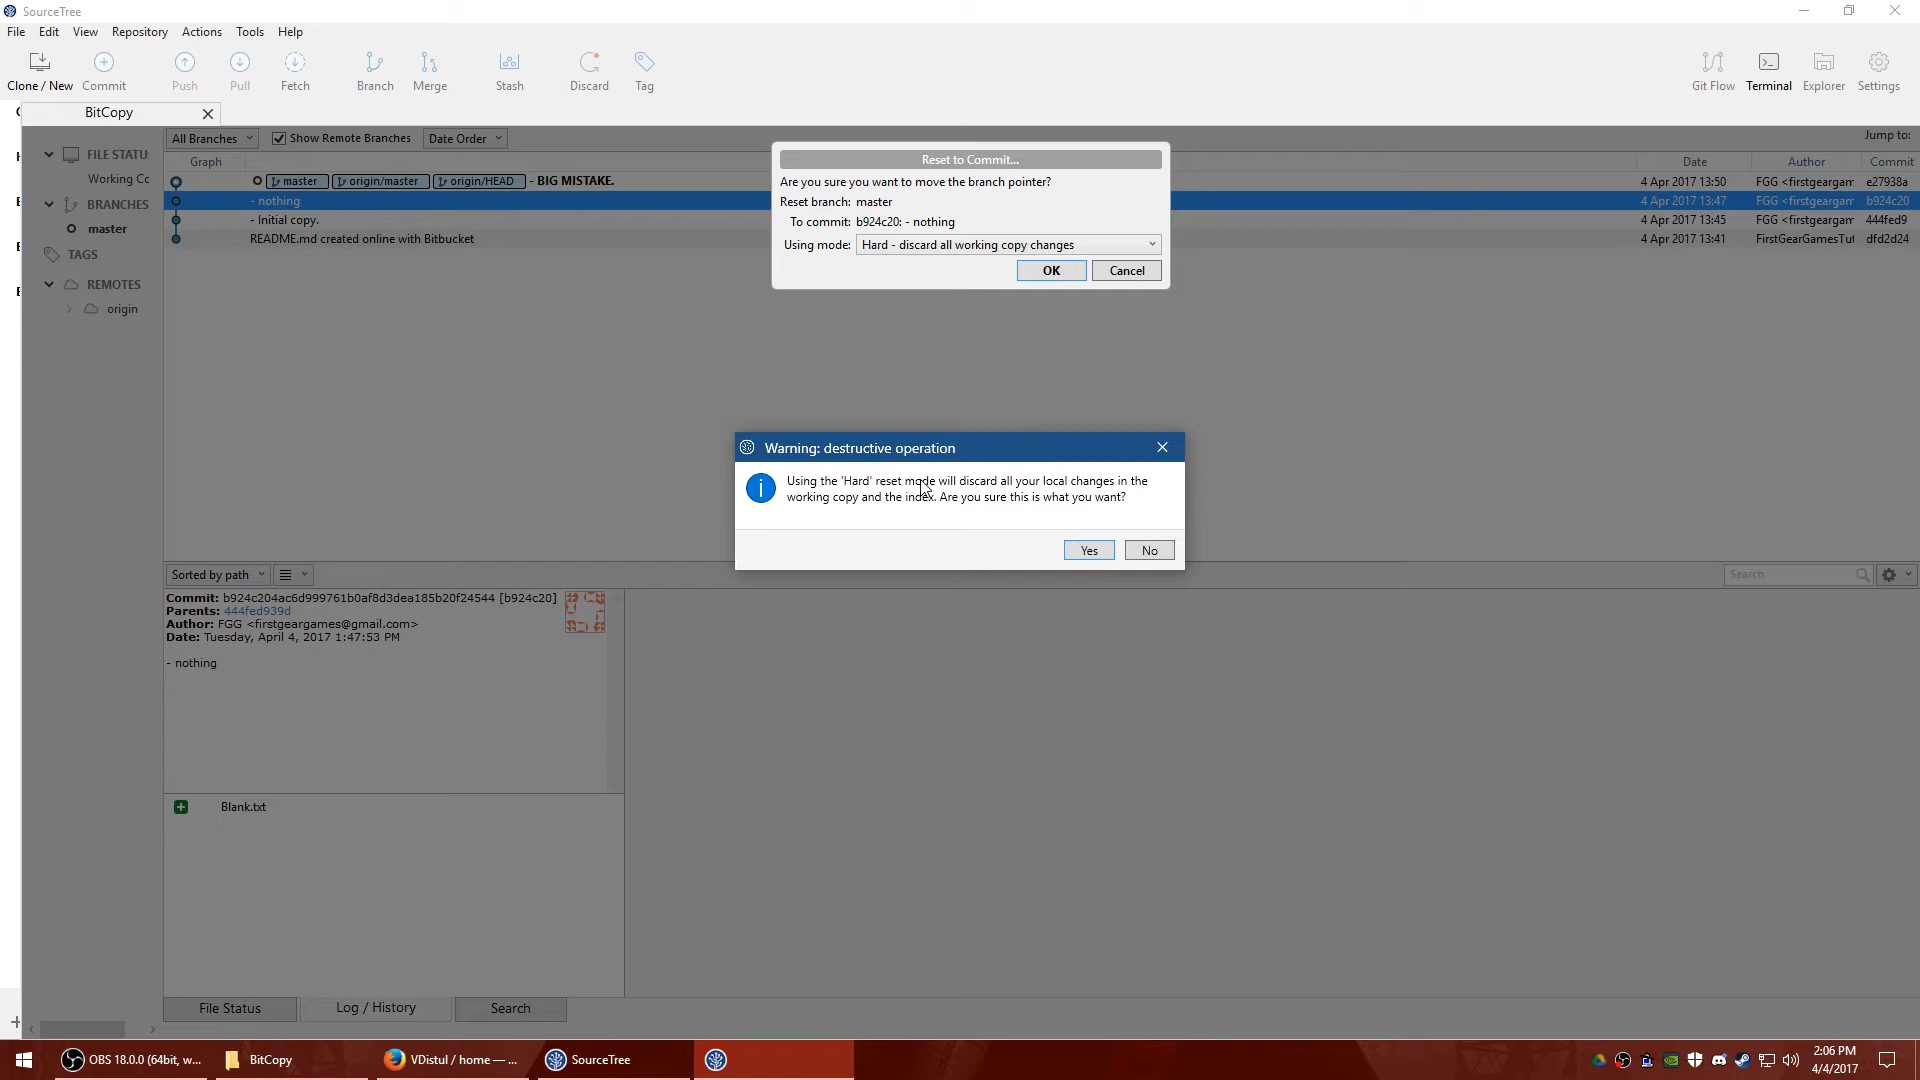 SourceTree
File Edit View Repository Actions Tools Help
Clone / New Commit Push Pull Fetch Branch Merge Stash Discard Tag Git Flow Terminal Explorer Settings
BitCopy
All Branches Show Remote Branches Date Order Jump to:
Graph Date Author Commit
master origin/master origin/HEAD - BIG MISTAKE. 4 Apr 2017 13:50 FGG <firstgeargam e27938a
- nothing 4 Apr 2017 13:47 FGG <firstgeargam b924c20
- Initial copy. 4 Apr 2017 13:45 FGG <firstgeargam 444fed9
README.md created online with Bitbucket 4 Apr 2017 13:41 FirstGearGamesTut dfd2d24
FILE STATU
Working Co
BRANCHES
master
TAGS
REMOTES
origin
Reset to Commit...
Are you sure you want to move the branch pointer?
Reset branch: master
To commit: b924c20: - nothing
Using mode: Hard - discard all working copy changes
OK Cancel
Warning: destructive operation
Using the 'Hard' reset mode will discard all your local changes in the
working copy and the index. Are you sure this is what you want?
Yes No
Sorted by path Search
Commit: b924c204ac6d999761b0af8d3dea185b20f24544 [b924c20]
Parents: 444fed939d
Author: FGG <firstgeargames@gmail.com>
Date: Tuesday, April 4, 2017 1:47:53 PM
- nothing
Blank.txt
File Status Log / History Search
OBS 18.0.0 (64bit, w... BitCopy VDistul / home — ... SourceTree
2:06 PM
4/4/2017